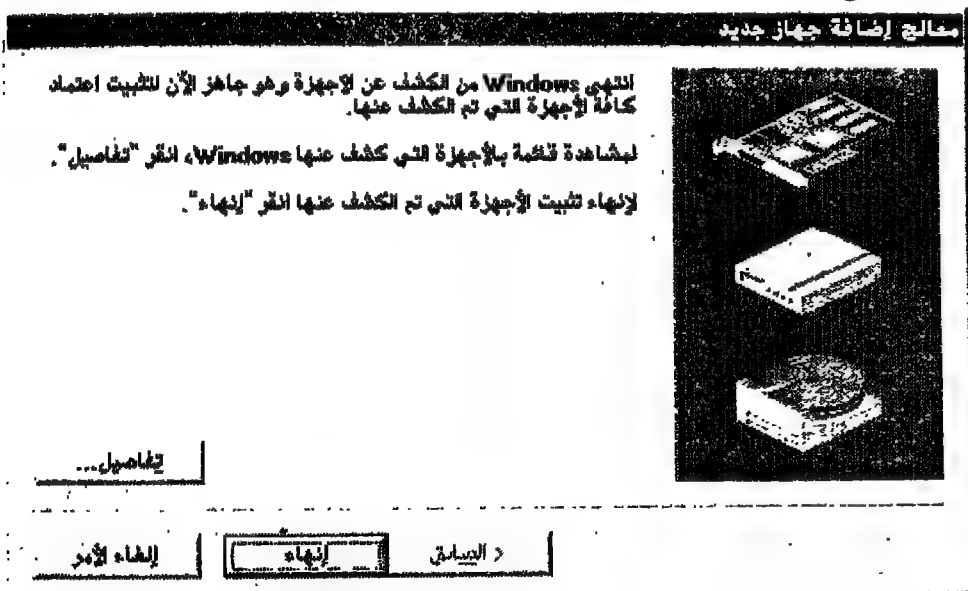 معالج إضافة جهاز جديد
انتهى Windows من الكشف عن الأجهزة وهو جاهز الآن لتثبيت اعتماد
كافة الأجهزة التي تم الكشف عنها.
لمشاهدة قائمة بالأجهزة التي كشف عنها Windows، انقر "تفاصيل".
لإنهاء تثبيت الأجهزة التي تم الكشف عنها انقر "إنهاء".
تفاصيل...
< السابق
إنهاء
إلغاء الأمر